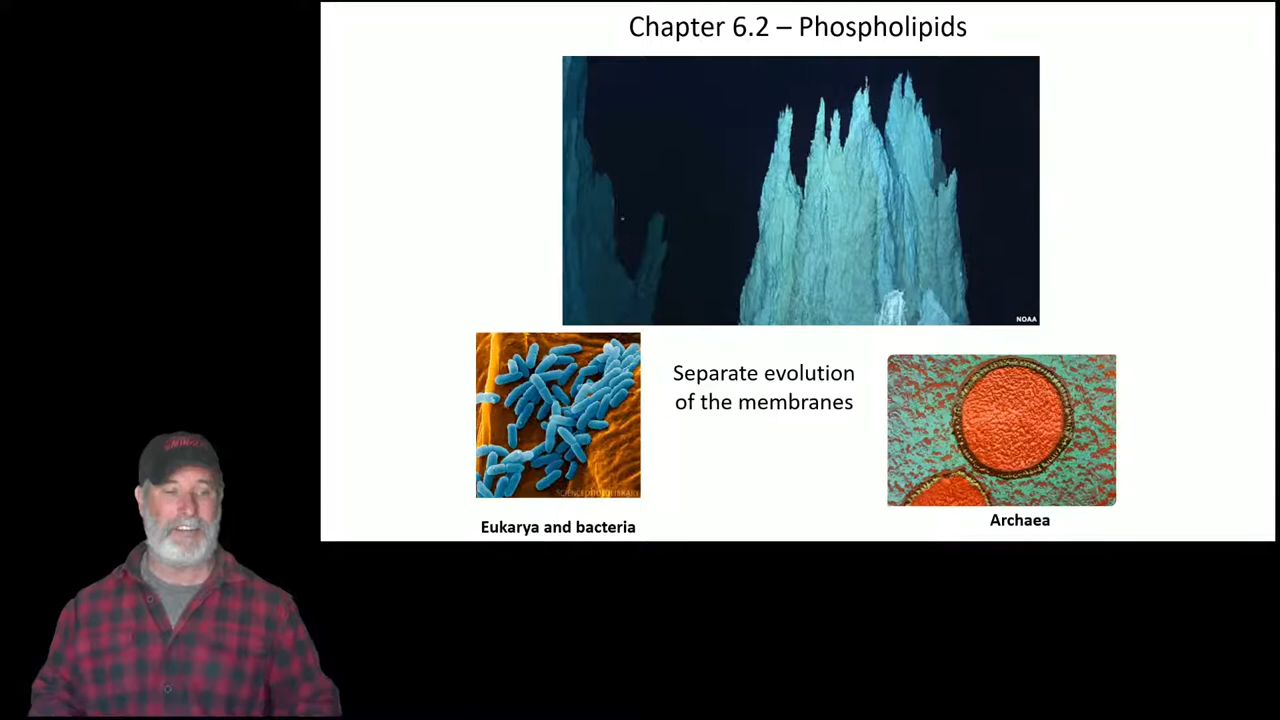 Chapter 6.2 – Phospholipids
NOAA
Separate evolution
of the membranes
Eukarya and bacteria
Archaea